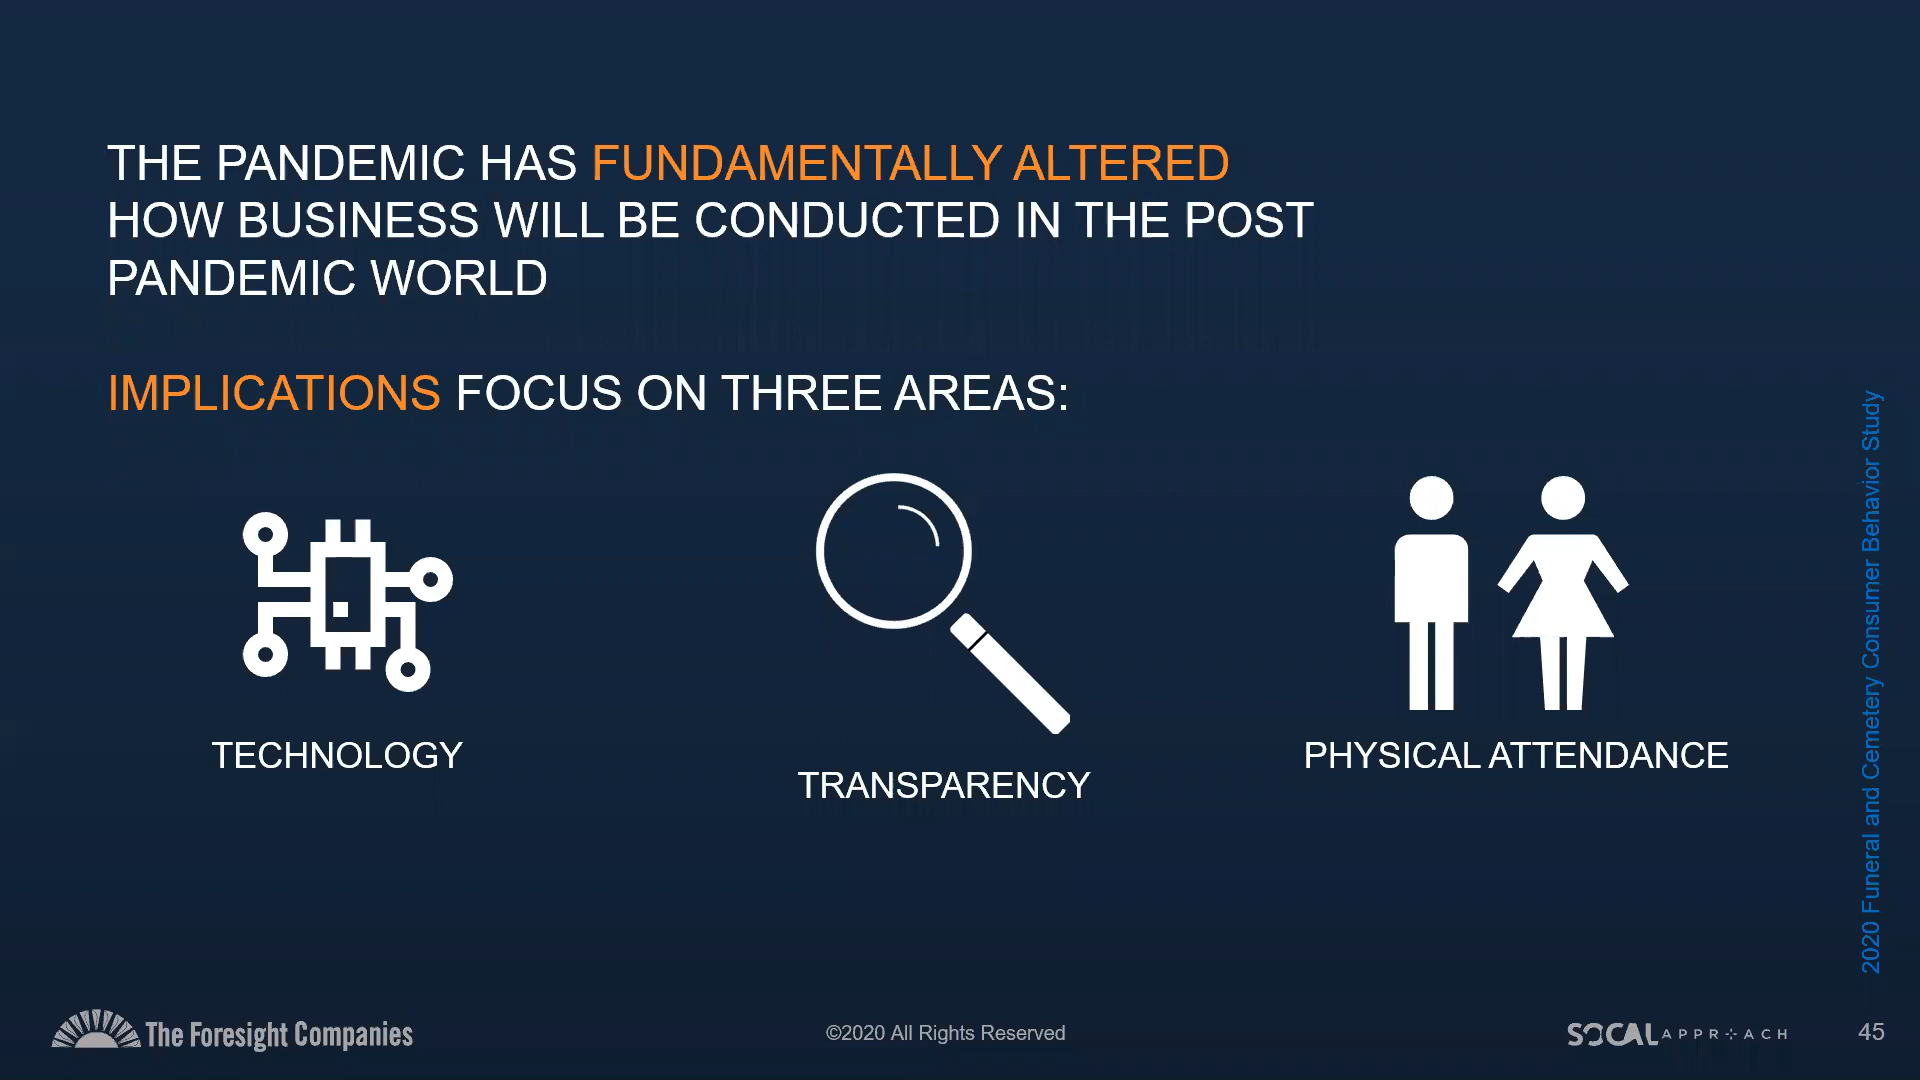 THE PANDEMIC HAS FUNDAMENTALLY ALTERED
HOW BUSINESS WILL BE CONDUCTED IN THE POST
PANDEMIC WORLD
IMPLICATIONS FOCUS ON THREE AREAS:
TECHNOLOGY
TRANSPARENCY
PHYSICAL ATTENDANCE
2020 Funeral and Cemetery Consumer Behavior Study
The Foresight Companies
©2020 All Rights Reserved
SOCAL APPROACH
45